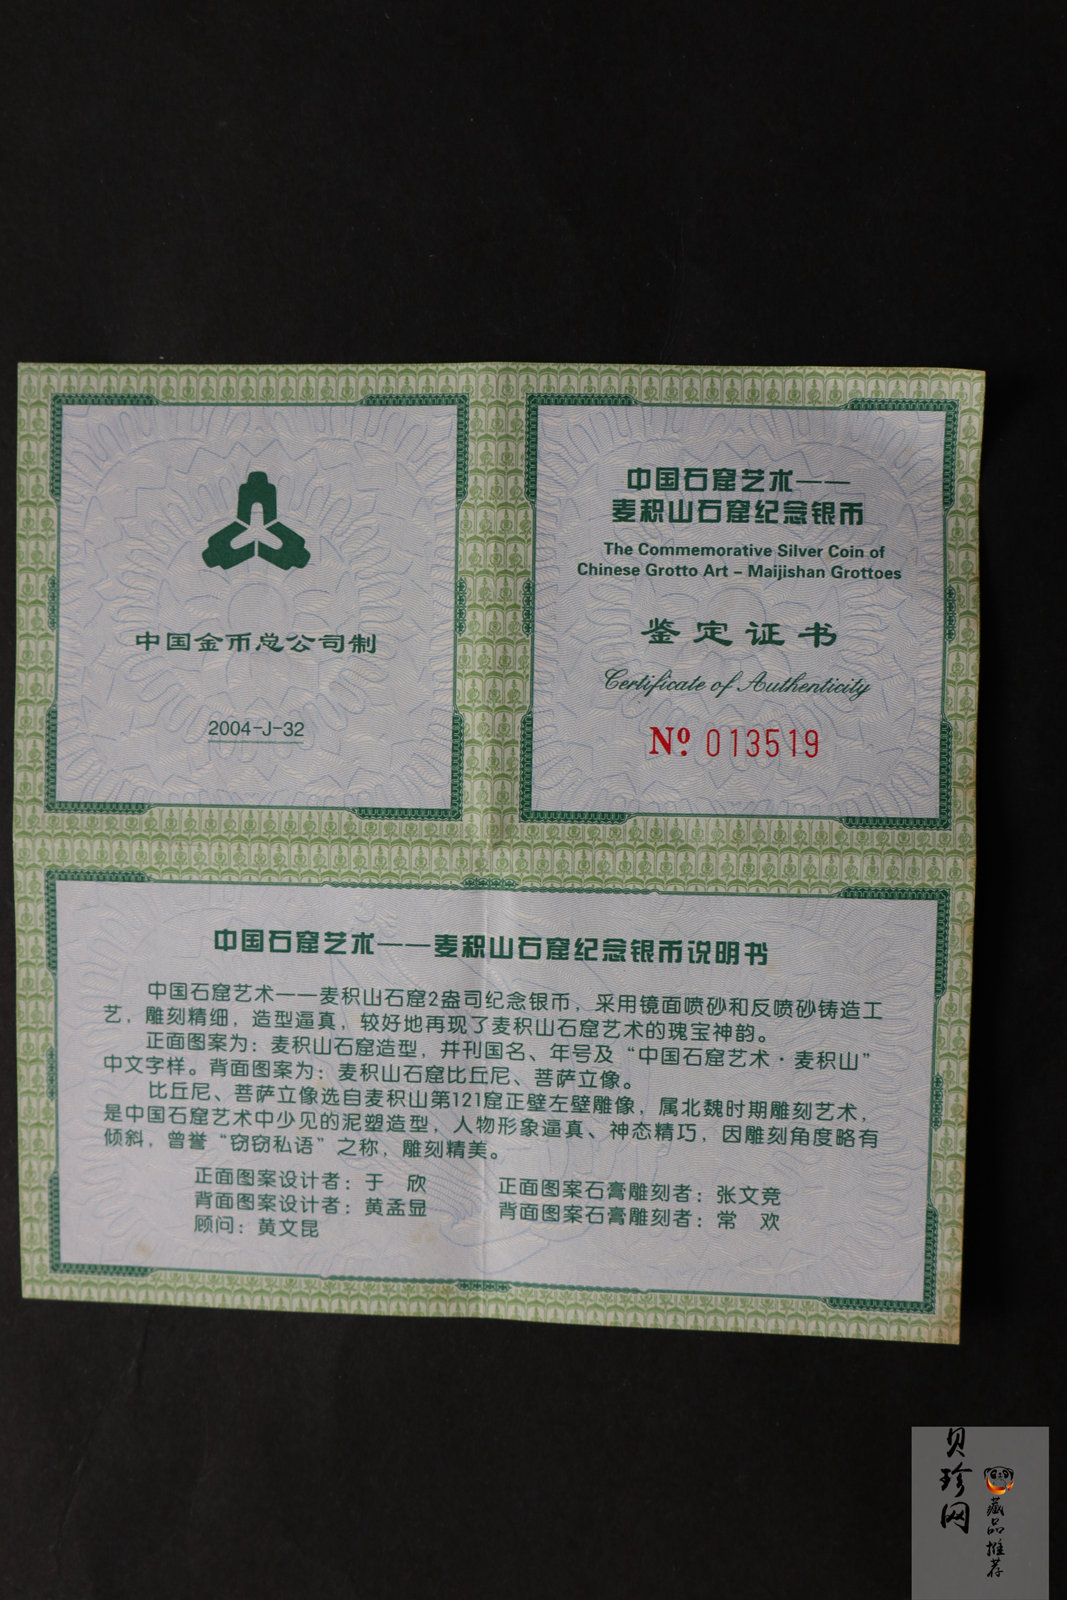 中国金币总公司制
2004-J-32
中国石窟艺术——
麦积山石窟纪念银币
The Commemorative Silver Coin of
Chinese Grotto Art – Maijishan Grottoes
鉴定证书
Certificate of Authenticity
Nº 013519
中国石窟艺术——麦积山石窟纪念银币说明书
中国石窟艺术——麦积山石窟2盎司纪念银币，采用镜面喷砂和反喷砂铸造工
艺，雕刻精细，造型逼真，较好地再现了麦积山石窟艺术的瑰宝神韵。
正面图案为：麦积山石窟造型，并刊国名、年号及“中国石窟艺术·麦积山”
中文字样。背面图案为：麦积山石窟比丘尼、菩萨立像。
比丘尼、菩萨立像选自麦积山第121窟正壁左壁雕像，属北魏时期雕刻艺术，
是中国石窟艺术中少见的泥塑造型，人物形象逼真、神态精巧，因雕刻角度略有
倾斜，曾誉“窃窃私语”之称，雕刻精美。
正面图案设计者：于　欣
背面图案设计者：黄孟显
顾问：黄文昆
正面图案石膏雕刻者：张文竞
背面图案石膏雕刻者：常　欢
贝珍网
藏品推荐